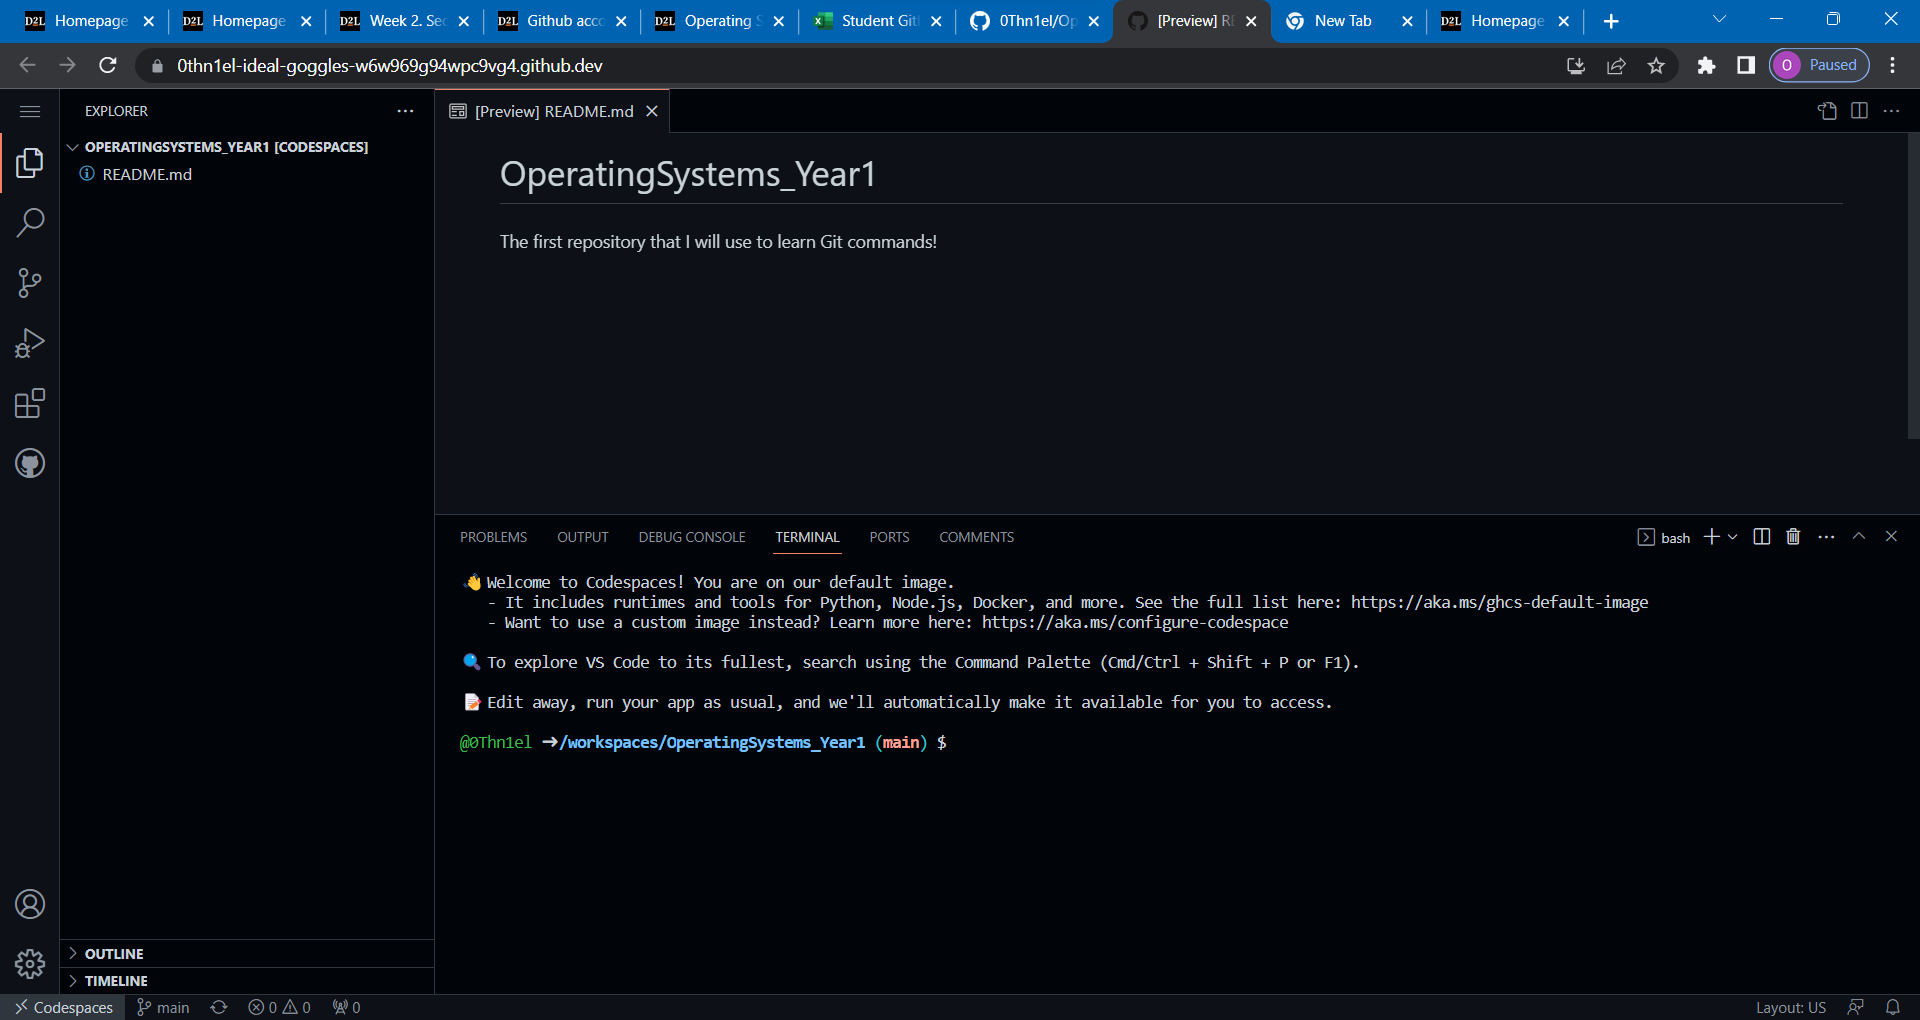 D2L Homepage
D2L Homepage
D2L Week 2. Sec
D2L Github acco
D2L Operating S
Student Git
0Thn1el/Op
[Preview] RE
New Tab
D2L Homepage
0thn1el-ideal-goggles-w6w969g94wpc9vg4.github.dev
O Paused
EXPLORER
[Preview] README.md
OPERATINGSYSTEMS_YEAR1 [CODESPACES]
README.md
OperatingSystems_Year1
The first repository that I will use to learn Git commands!
PROBLEMS OUTPUT DEBUG CONSOLE TERMINAL PORTS COMMENTS
bash
👋 Welcome to Codespaces! You are on our default image.
- It includes runtimes and tools for Python, Node.js, Docker, and more. See the full list here: https://aka.ms/ghcs-default-image
- Want to use a custom image instead? Learn more here: https://aka.ms/configure-codespace
🔍 To explore VS Code to its fullest, search using the Command Palette (Cmd/Ctrl + Shift + P or F1).
📝 Edit away, run your app as usual, and we'll automatically make it available for you to access.
@0Thn1el ➜/workspaces/OperatingSystems_Year1 (main) $
OUTLINE
TIMELINE
Codespaces main 0 0 0 Layout: US